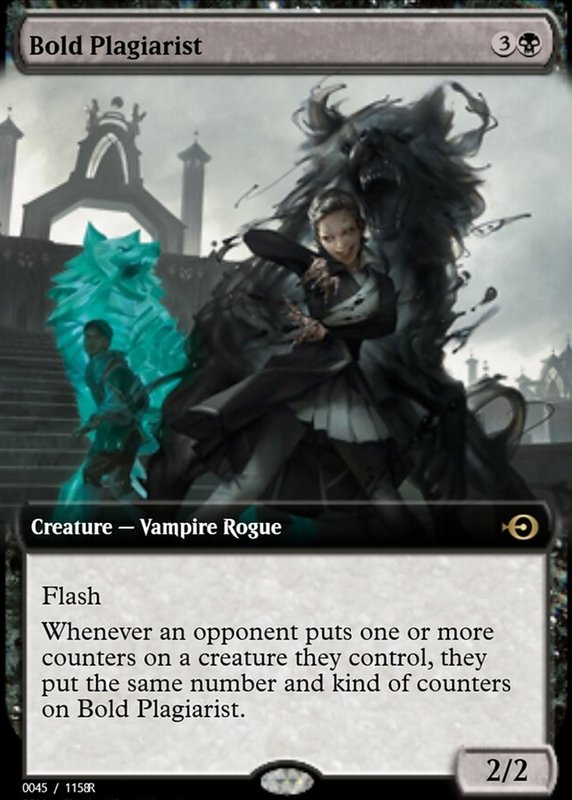 Bold Plagiarist 3
Creature — Vampire Rogue
Flash
Whenever an opponent puts one or more
counters on a creature they control, they
put the same number and kind of counters
on Bold Plagiarist.
2/2
0045 / 1158R